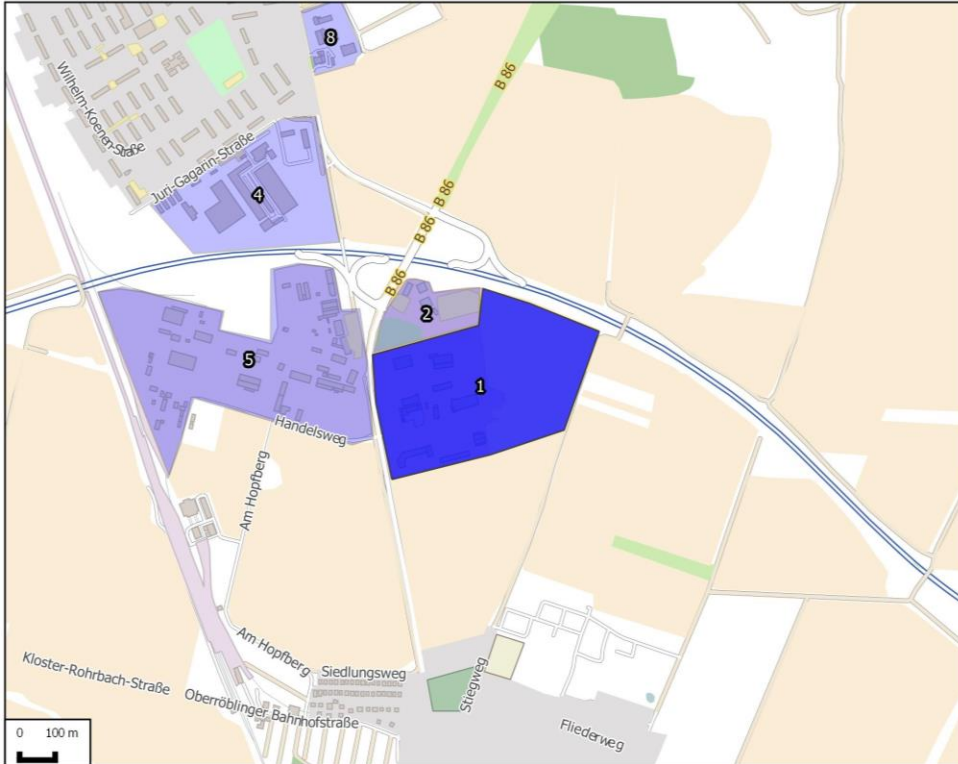 8
B 86
Wilhelm-Koenen-Straße
Juri-Gagarin-Straße
4
B 86
B 86
B 86
2
5
1
Handelsweg
Am Hopfberg
Am Hopfberg
Siedlungsweg
Kloster-Rohrbach-Straße
Oberröblinger Bahnhofstraße
Stiegweg
Fliederweg
0 100 m